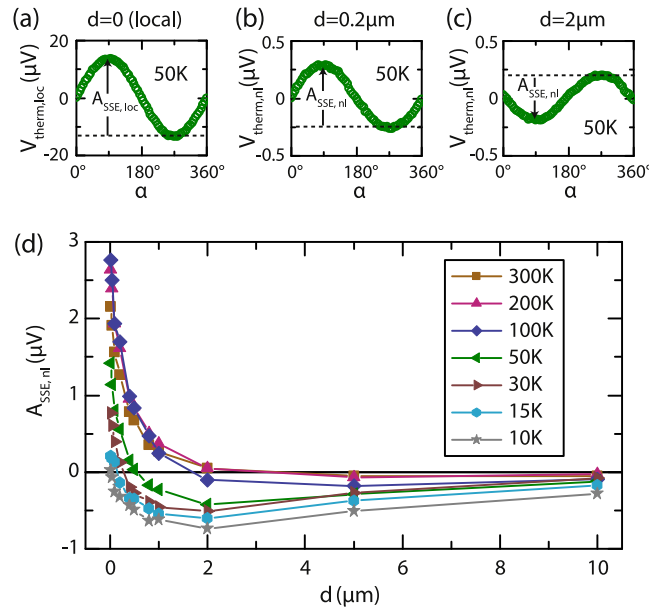 (a) d=0 (local)
(b) d=0.2μm
(c) d=2μm
V_therm,loc (μV)
20
0
-20
50K
A_SSE, loc
0° 180° 360°
α
V_therm,nl (μV)
0.5
0
-0.5
50K
A_SSE, nl
0° 180° 360°
α
V_therm,nl (μV)
0.5
0
-0.5
A_SSE, nl
50K
0° 180° 360°
α
(d)
A_SSE, nl (μV)
3
2
1
0
-1
300K
200K
100K
50K
30K
15K
10K
0 2 4 6 8 10
d (μm)